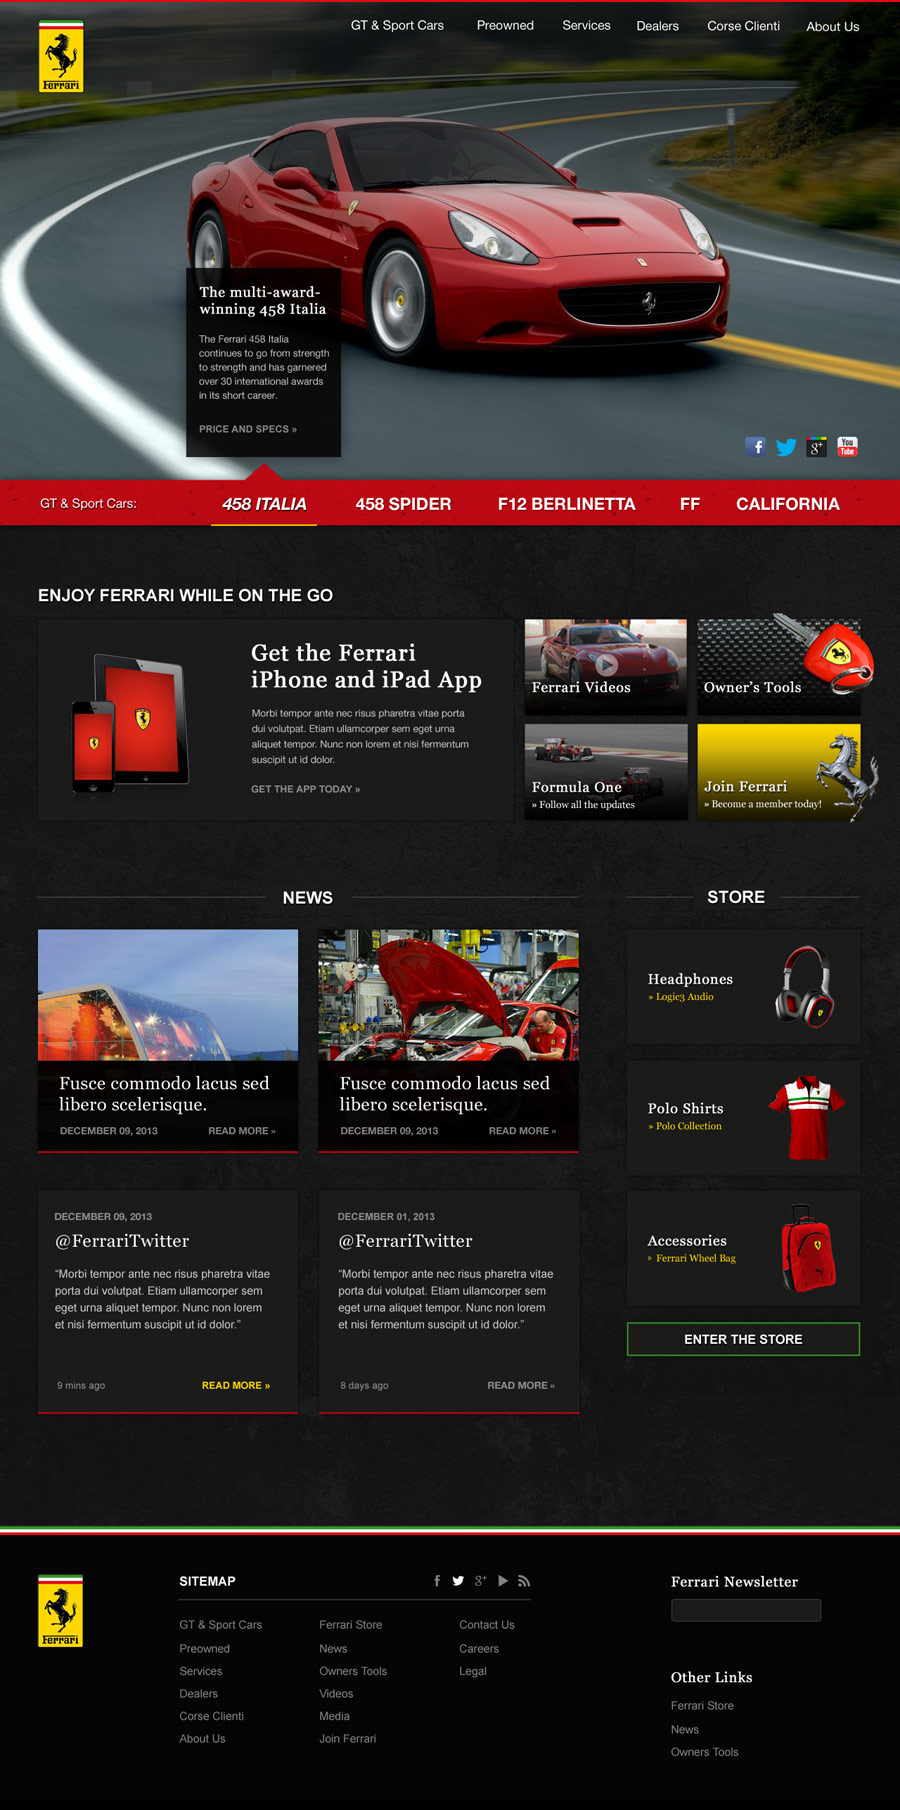 GT & Sport Cars Preowned Services Dealers Corse Clienti About Us
Ferrari
The multi-award-
winning 458 Italia
The Ferrari 458 Italia
continues to go from strength
to strength and has garnered
over 30 international awards
in its short career.
PRICE AND SPECS »
f g+ You Tube
GT & Sport Cars: 458 ITALIA 458 SPIDER F12 BERLINETTA FF CALIFORNIA
ENJOY FERRARI WHILE ON THE GO
Get the Ferrari
iPhone and iPad App
Morbi tempor ante nec risus pharetra vitae porta
dui volutpat. Etiam ullamcorper sem eget urna
aliquet tempor. Nunc non lorem et nisi fermentum
suscipit ut id dolor.
GET THE APP TODAY »
Ferrari Videos
Owner's Tools
Formula One
» Follow all the updates
Join Ferrari
» Become a member today!
NEWS
Fusce commodo lacus sed
libero scelerisque.
DECEMBER 09, 2013 READ MORE »
Fusce commodo lacus sed
libero scelerisque.
DECEMBER 09, 2013 READ MORE »
DECEMBER 09, 2013
@FerrariTwitter
“Morbi tempor ante nec risus pharetra vitae
porta dui volutpat. Etiam ullamcorper sem
eget urna aliquet tempor. Nunc non lorem
et nisi fermentum suscipit ut id dolor.”
9 mins ago READ MORE »
DECEMBER 01, 2013
@FerrariTwitter
“Morbi tempor ante nec risus pharetra vitae
porta dui volutpat. Etiam ullamcorper sem
eget urna aliquet tempor. Nunc non lorem
et nisi fermentum suscipit ut id dolor.”
8 days ago READ MORE »
STORE
Headphones
» Logic3 Audio
Polo Shirts
» Polo Collection
Accessories
» Ferrari Wheel Bag
ENTER THE STORE
Ferrari
SITEMAP
f g+
GT & Sport Cars
Preowned
Services
Dealers
Corse Clienti
About Us
Ferrari Store
News
Owners Tools
Videos
Media
Join Ferrari
Contact Us
Careers
Legal
Ferrari Newsletter
Other Links
Ferrari Store
News
Owners Tools